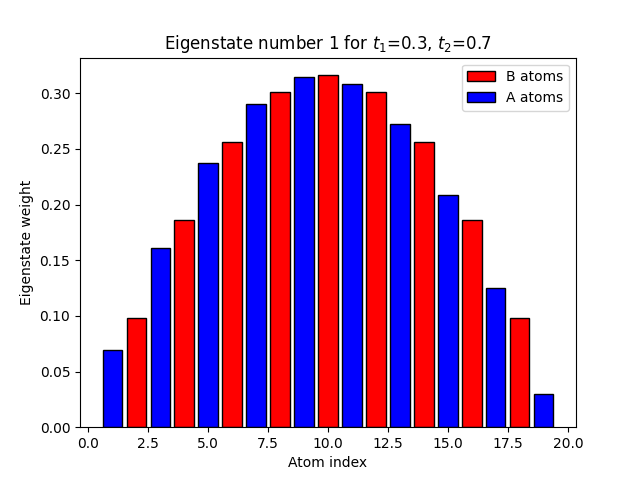 Eigenstate number 1 for $t_1$=0.3, $t_2$=0.7
B atoms
A atoms
Eigenstate weight
0.30
0.25
0.20
0.15
0.10
0.05
0.00
0.0 2.5 5.0 7.5 10.0 12.5 15.0 17.5 20.0
Atom index